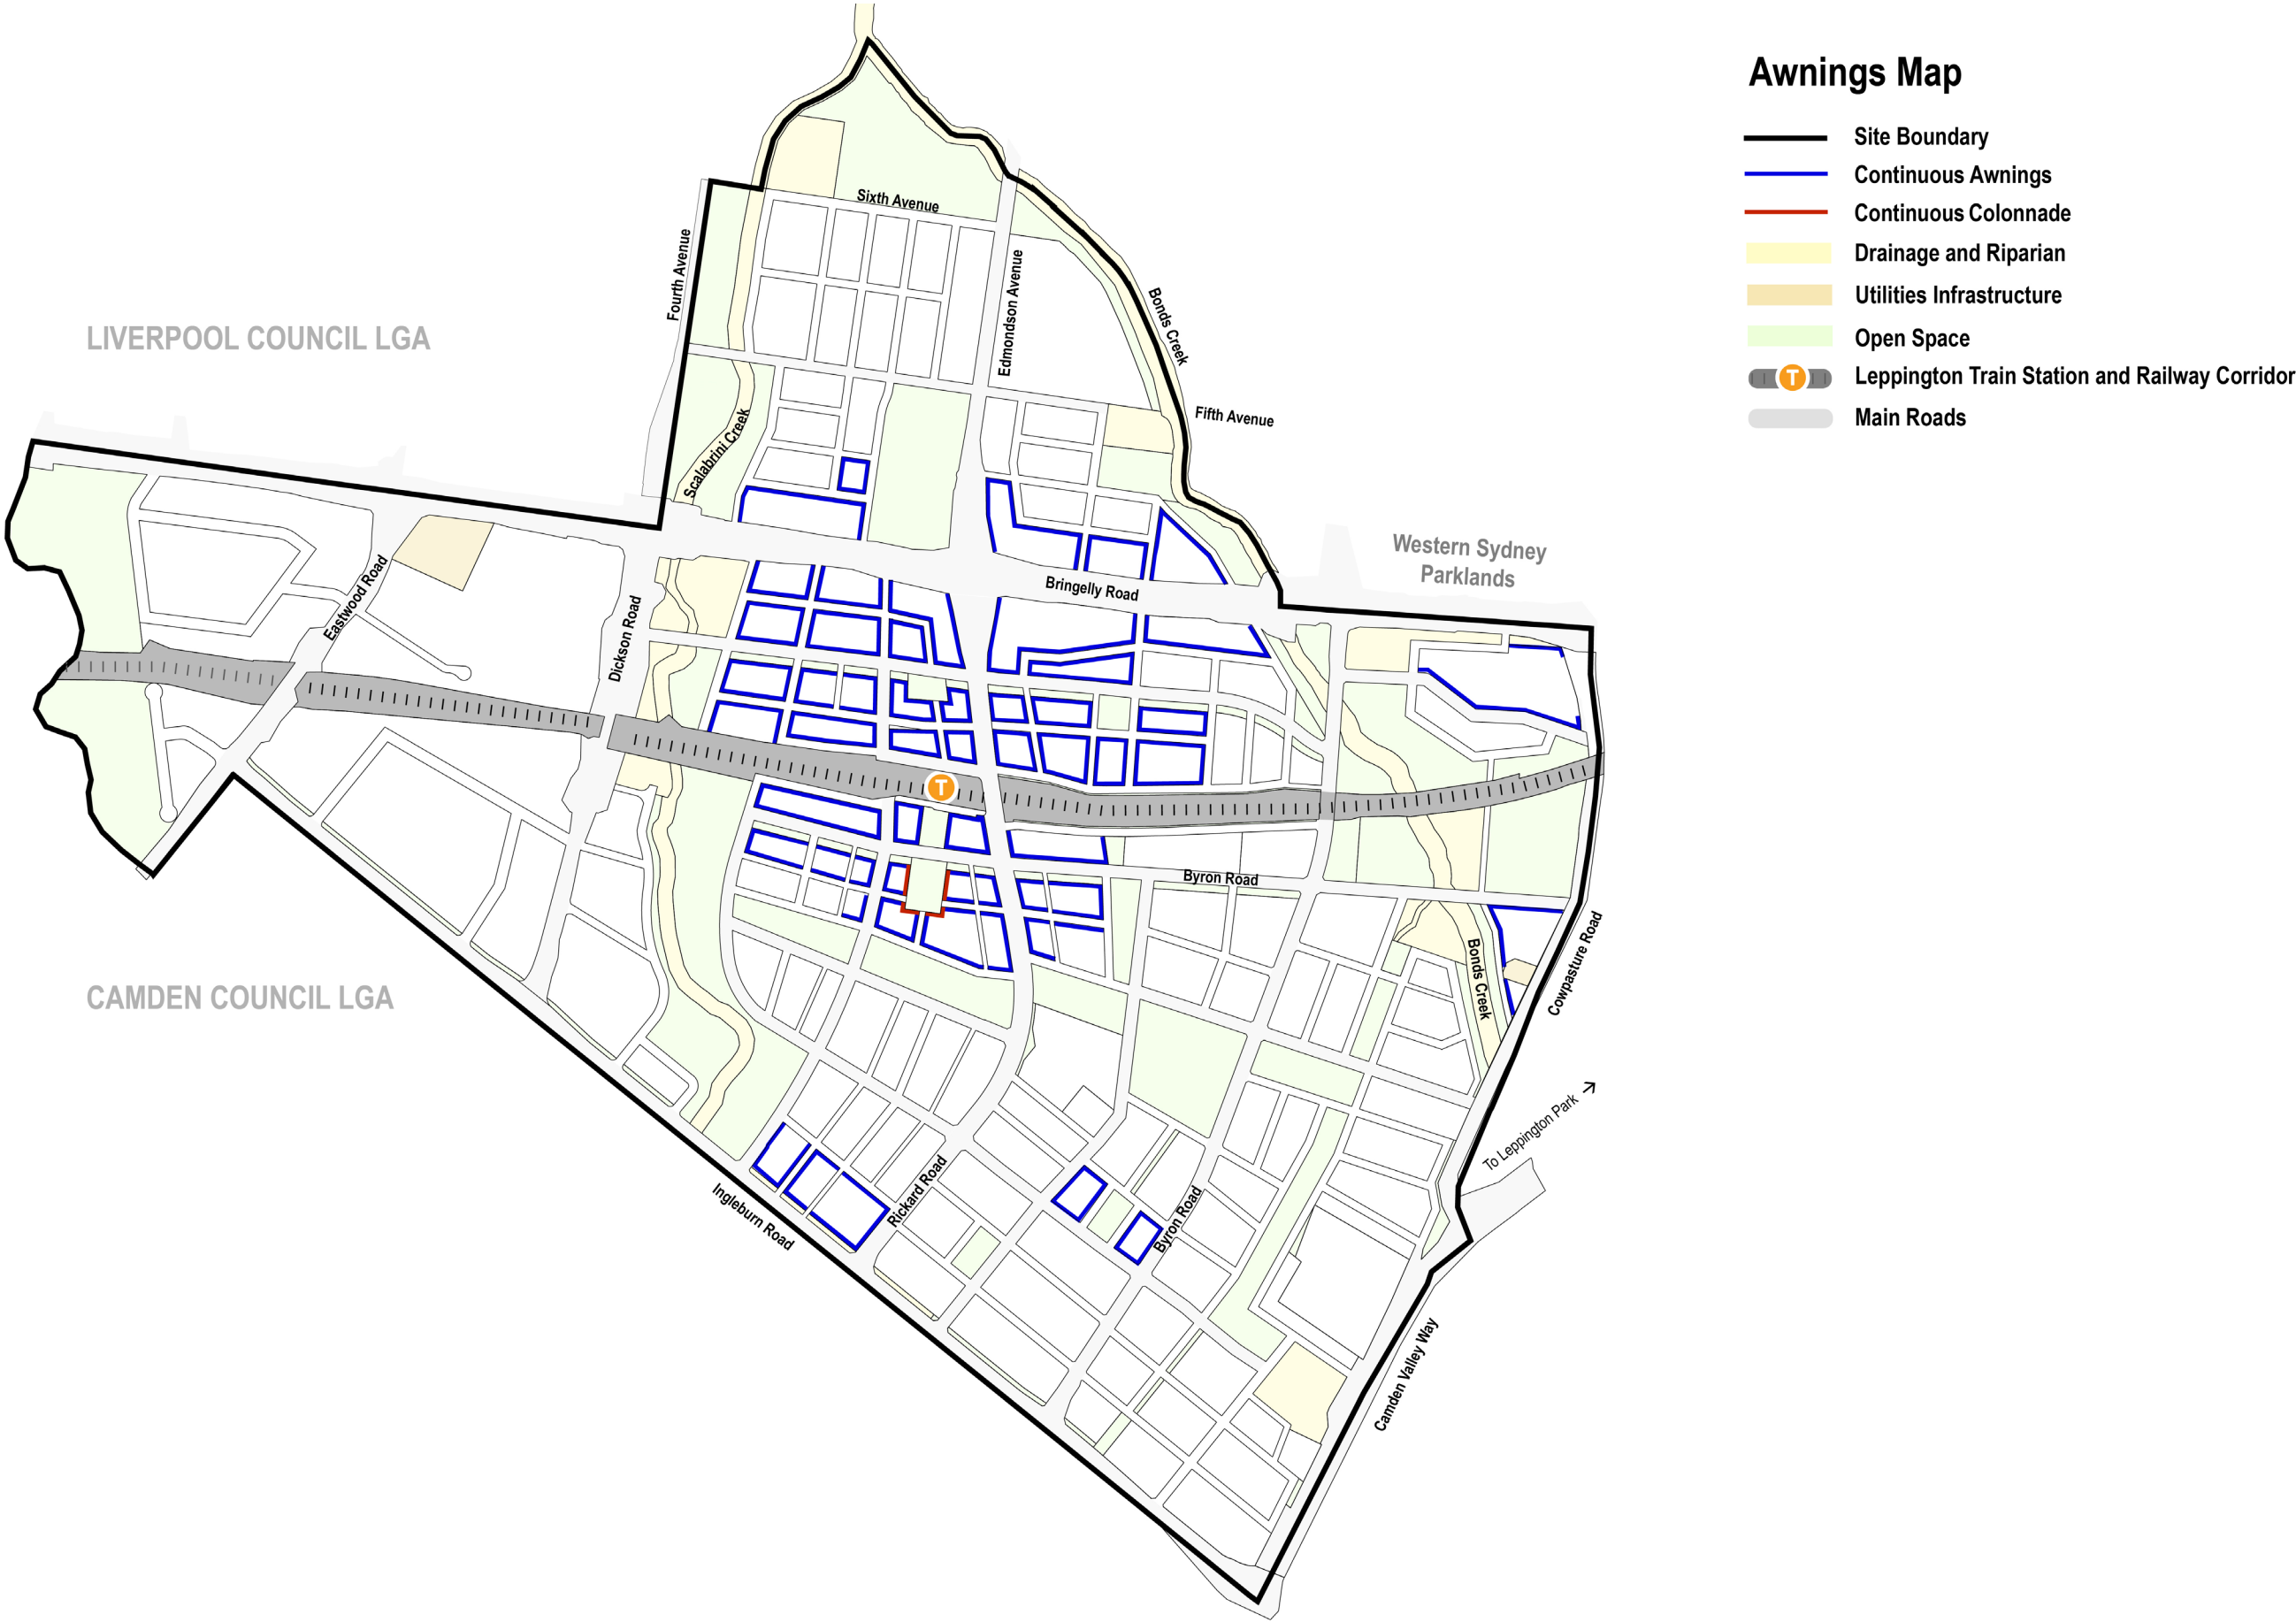 Awnings Map
Site Boundary
Continuous Awnings
Continuous Colonnade
Drainage and Riparian
Utilities Infrastructure
Open Space
T
Leppington Train Station and Railway Corridor
Main Roads
Sixth Avenue
Fourth Avenue
Edmondson Avenue
Bonds Creek
LIVERPOOL COUNCIL LGA
Scalabrini Creek
Fifth Avenue
Western Sydney
Parklands
Eastwood Road
Bringelly Road
Dickson Road
T
Byron Road
CAMDEN COUNCIL LGA
Bonds Creek
Cowpasture Road
To Leppington Park
Ingleburn Road
Rickard Road
Byron Road
Camden Valley Way